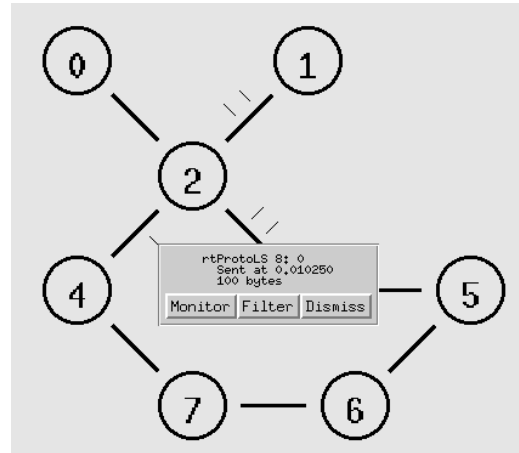 0
1
2
rtProtoLS 8: 0
Sent at 0.010250
100 bytes
Monitor Filter Dismiss
4
5
7
6